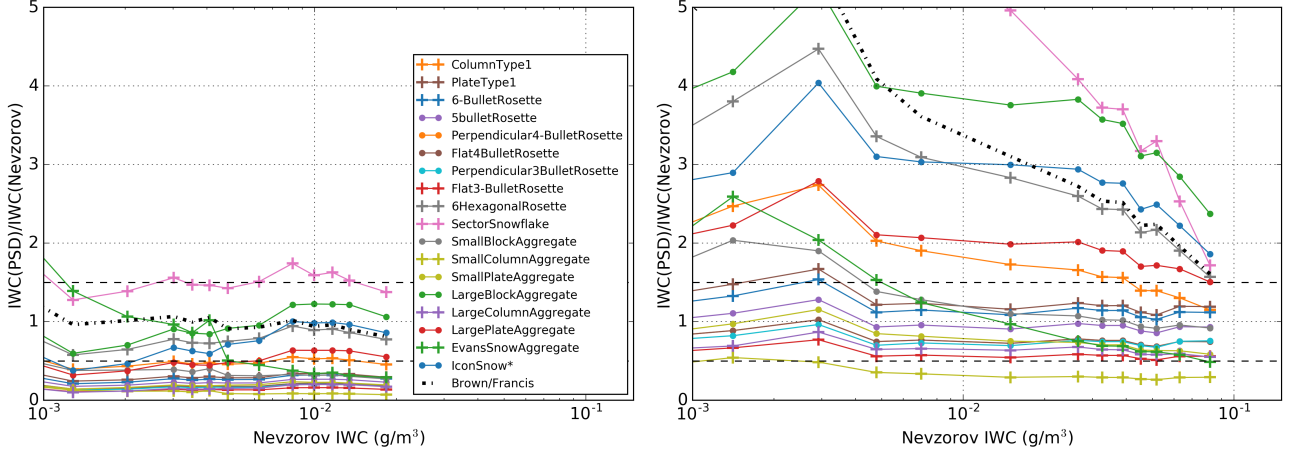 5
4
3
2
1
0
10^-3
10^-2
10^-1
Nevzorov IWC (g/m^3)
IWC(PSD)/IWC(Nevzorov)
ColumnType1
PlateType1
6-BulletRosette
5bulletRosette
Perpendicular4-BulletRosette
Flat4BulletRosette
Perpendicular3BulletRosette
Flat3-BulletRosette
6HexagonalRosette
SectorSnowflake
SmallBlockAggregate
SmallColumnAggregate
SmallPlateAggregate
LargeBlockAggregate
LargeColumnAggregate
LargePlateAggregate
EvansSnowAggregate
IconSnow*
Brown/Francis
IWC(PSD)/IWC(Nevzorov)
5
4
3
2
1
0
10^-3
10^-2
10^-1
Nevzorov IWC (g/m^3)